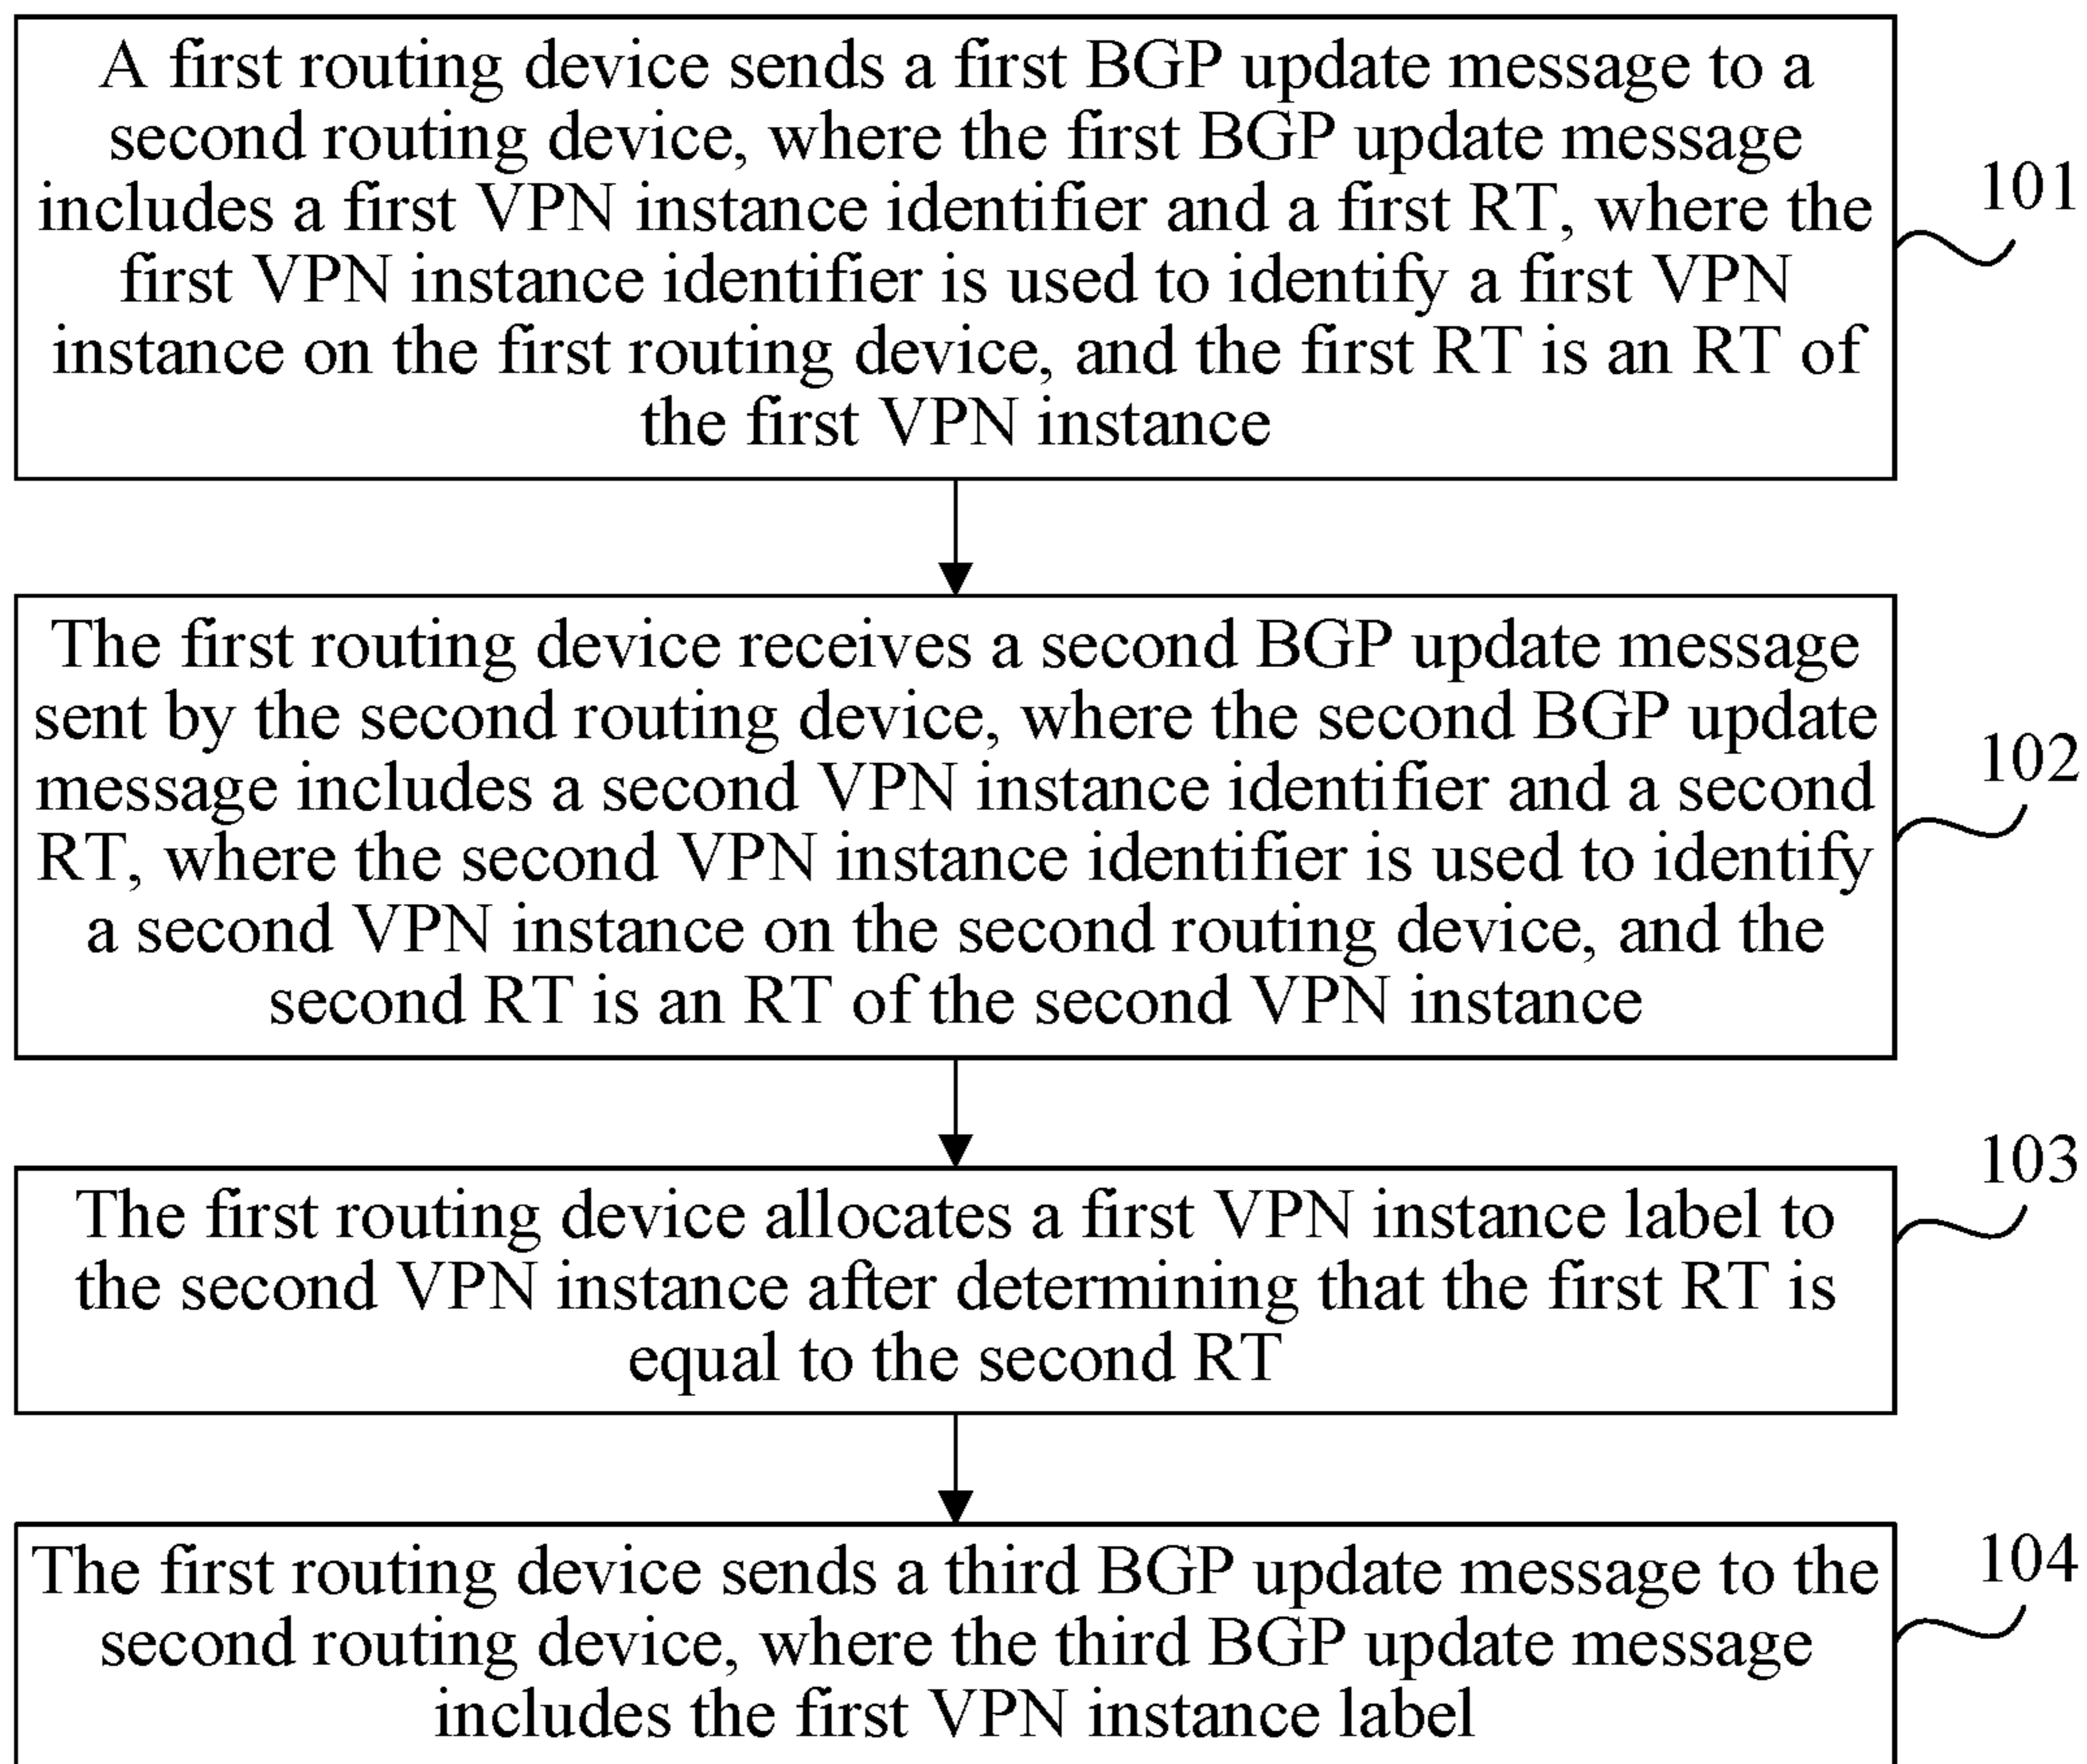 A first routing device sends a first BGP update message to a
second routing device, where the first BGP update message
includes a first VPN instance identifier and a first RT, where the
first VPN instance identifier is used to identify a first VPN
instance on the first routing device, and the first RT is an RT of
the first VPN instance
101
The first routing device receives a second BGP update message
sent by the second routing device, where the second BGP update
message includes a second VPN instance identifier and a second
RT, where the second VPN instance identifier is used to identify
a second VPN instance on the second routing device, and the
second RT is an RT of the second VPN instance
102
The first routing device allocates a first VPN instance label to
the second VPN instance after determining that the first RT is
equal to the second RT
103
The first routing device sends a third BGP update message to the
second routing device, where the third BGP update message
includes the first VPN instance label
104